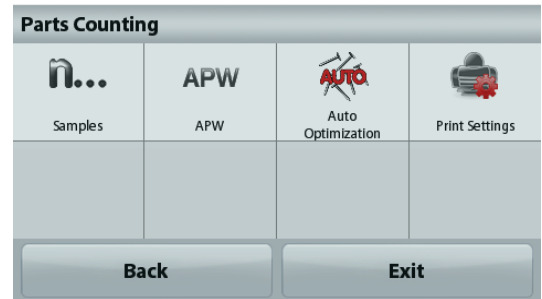 Parts Counting
n... APW AUTO
Samples APW Auto Optimization Print Settings
Back Exit